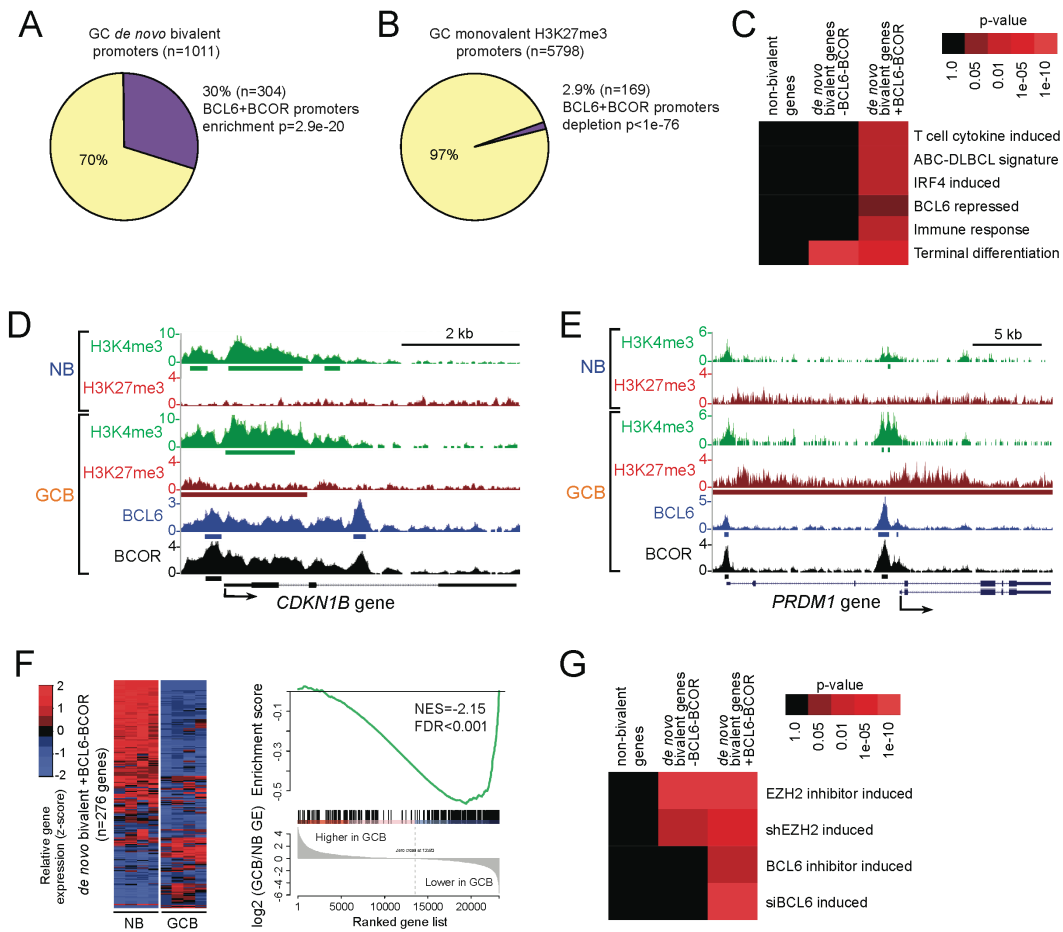 A
GC de novo bivalent
promoters (n=1011)
30% (n=304)
BCL6+BCOR promoters
enrichment p=2.9e-20
70%
B
GC monovalent H3K27me3
promoters (n=5798)
2.9% (n=169)
BCL6+BCOR promoters
depletion p<1e-76
97%
C
non-bivalent
genes
de novo
bivalent genes
-BCL6-BCOR
de novo
bivalent genes
+BCL6-BCOR
p-value
1.0
0.05
0.01
1e-05
1e-10
T cell cytokine induced
ABC-DLBCL signature
IRF4 induced
BCL6 repressed
Immune response
Terminal differentiation
D
2 kb
NB
H3K4me3
10
0
H3K27me3
4
0
GCB
H3K4me3
10
0
H3K27me3
4
0
BCL6
3
0
BCOR
4
0
CDKN1B gene
E
5 kb
NB
H3K4me3
6
0
H3K27me3
4
0
GCB
H3K4me3
6
0
H3K27me3
4
0
BCL6
5
0
BCOR
4
0
PRDM1 gene
F
2
1
0
-1
-2
Relative gene
expression (z-score)
de novo bivalent +BCL6-BCOR
(n=276 genes)
NB
GCB
Enrichment score
0
-0.1
-0.3
-0.5
NES=-2.15
FDR<0.001
log2 (GCB/NB GE)
4
2
0
-2
-4
-6
Higher in GCB
Lower in GCB
1
5000
10000
15000
20000
Ranked gene list
G
non-bivalent
genes
de novo
bivalent genes
-BCL6-BCOR
de novo
bivalent genes
+BCL6-BCOR
p-value
1.0
0.05
0.01
1e-05
1e-10
EZH2 inhibitor induced
shEZH2 induced
BCL6 inhibitor induced
siBCL6 induced